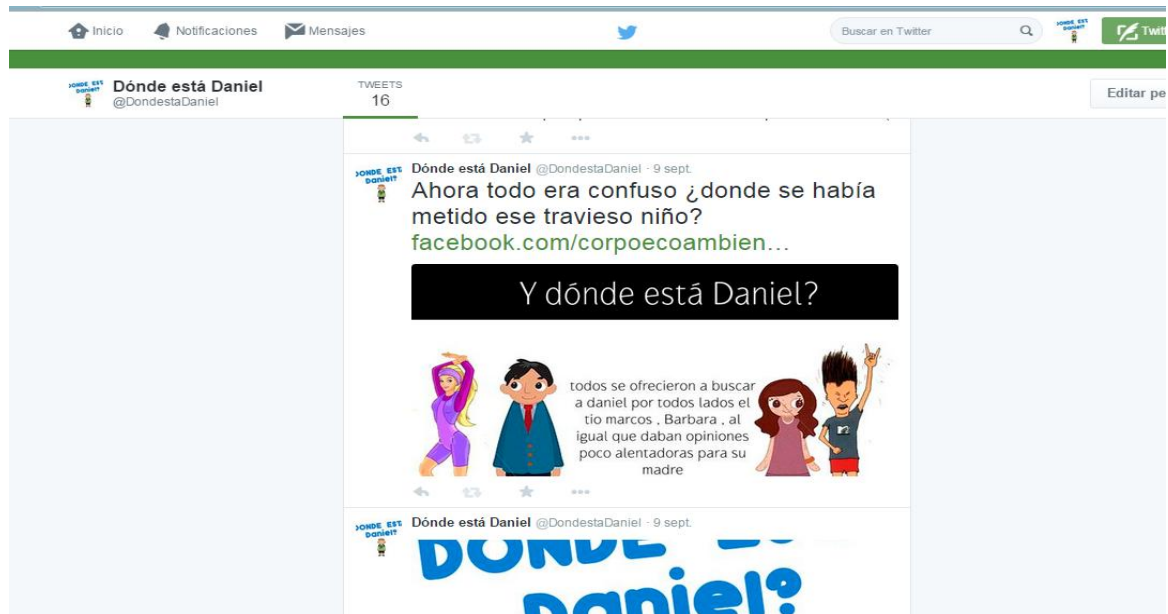 Inicio Notificaciones Mensajes Buscar en Twitter
Dónde está Daniel TWEETS
@DondestaDaniel 16
Editar pe
Dónde está Daniel @DondestaDaniel · 9 sept.
Ahora todo era confuso ¿donde se había
metido ese travieso niño?
facebook.com/corpoecoambien…
Y dónde está Daniel?
todos se ofrecieron a buscar
a daniel por todos lados el
tio marcos , Barbara , al
igual que daban opiniones
poco alentadoras para su
madre
Dónde está Daniel @DondestaDaniel · 9 sept.
Daniel?